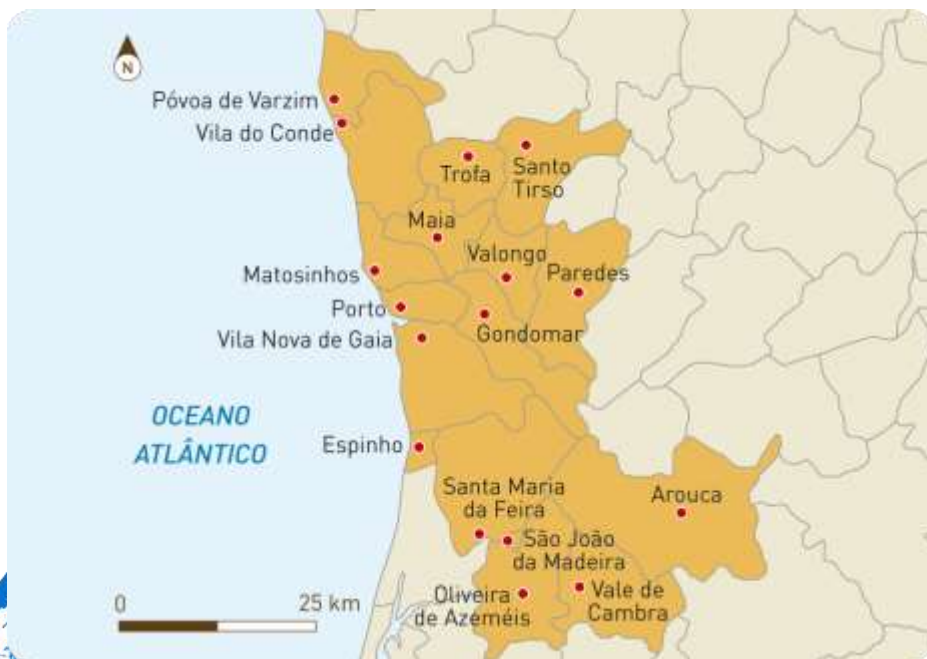 N
Póvoa de Varzim
Vila do Conde
Trofa
Santo
Tirso
Maia
Valongo
Paredes
Matosinhos
Porto
Gondomar
Vila Nova de Gaia
OCEANO
ATLÂNTICO
Espinho
Santa Maria
da Feira
Arouca
São João
da Madeira
Oliveira
de Azeméis
Vale de
Cambra
0
25 km